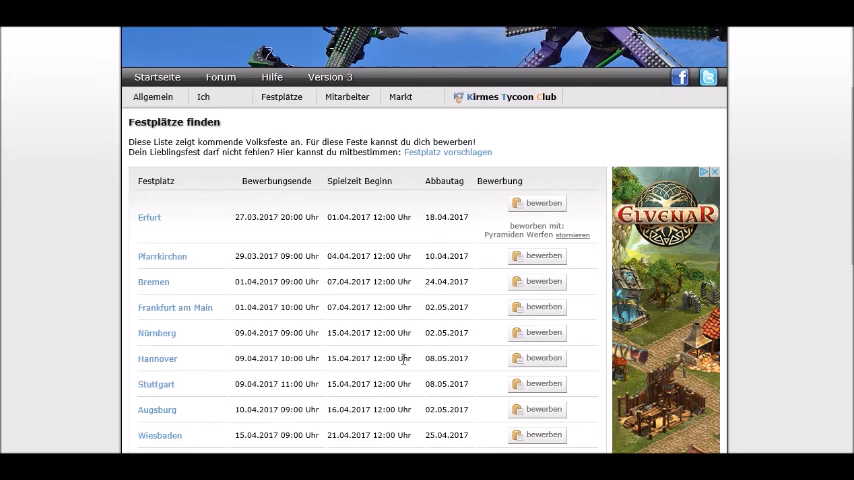 Startseite Forum Hilfe Version 3
Allgemein Ich Festplätze Mitarbeiter Markt Kirmes Tycoon Club
Festplätze finden
Diese Liste zeigt kommende Volksfeste an. Für diese Feste kannst du dich bewerben!
Dein Lieblingsfest darf nicht fehlen? Hier kannst du mitbestimmen: Festplatz vorschlagen
Festplatz Bewerbungsende Spielzeit Beginn Abbautag Bewerbung
bewerben
Erfurt 27.03.2017 20:00 Uhr 01.04.2017 12:00 Uhr 18.04.2017
beworben mit:
Pyramiden Werfen stornieren
Pfarrkirchen 29.03.2017 09:00 Uhr 04.04.2017 12:00 Uhr 10.04.2017 bewerben
Bremen 01.04.2017 09:00 Uhr 07.04.2017 12:00 Uhr 24.04.2017 bewerben
Frankfurt am Main 01.04.2017 10:00 Uhr 07.04.2017 12:00 Uhr 02.05.2017 bewerben
Nürnberg 09.04.2017 09:00 Uhr 15.04.2017 12:00 Uhr 02.05.2017 bewerben
Hannover 09.04.2017 10:00 Uhr 15.04.2017 12:00 Uhr 08.05.2017 bewerben
Stuttgart 09.04.2017 11:00 Uhr 15.04.2017 12:00 Uhr 08.05.2017 bewerben
Augsburg 10.04.2017 09:00 Uhr 16.04.2017 12:00 Uhr 02.05.2017 bewerben
Wiesbaden 15.04.2017 09:00 Uhr 21.04.2017 12:00 Uhr 25.04.2017 bewerben
ELVENAR